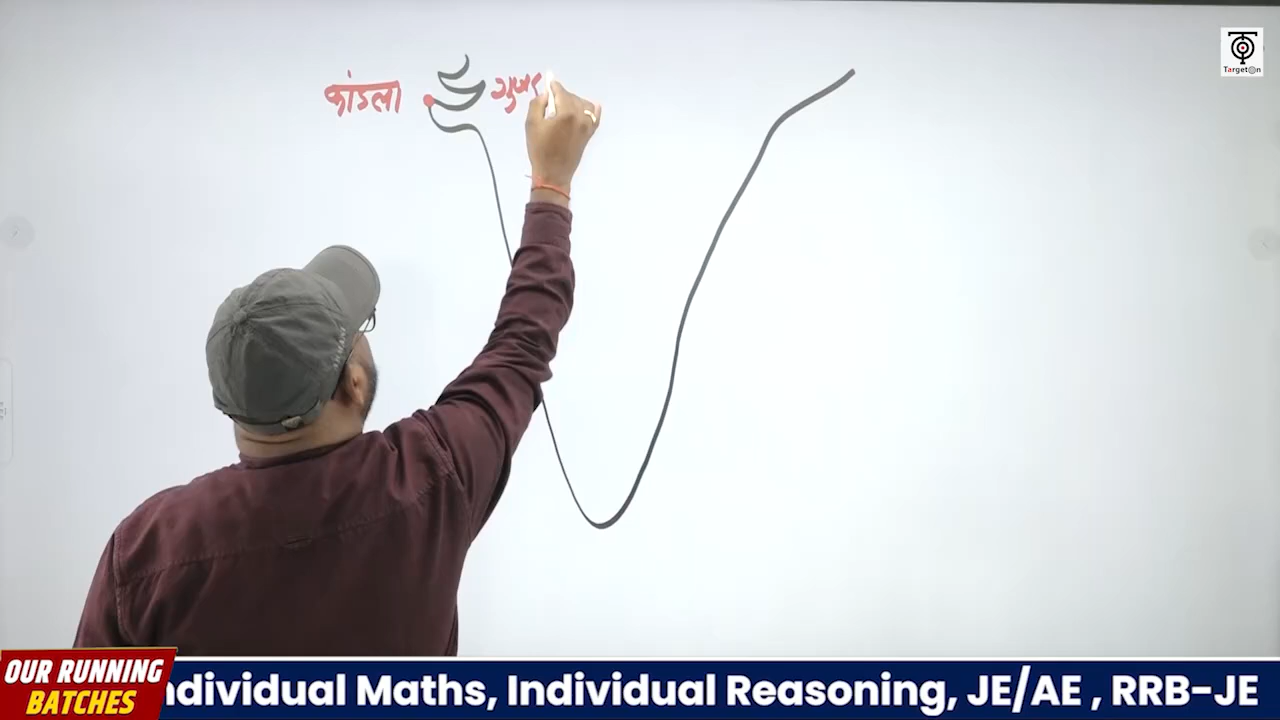 Target@n
कांडला
OUR RUNNING
BATCHES
ndividual Maths, Individual Reasoning, JE/AE , RRB-JE